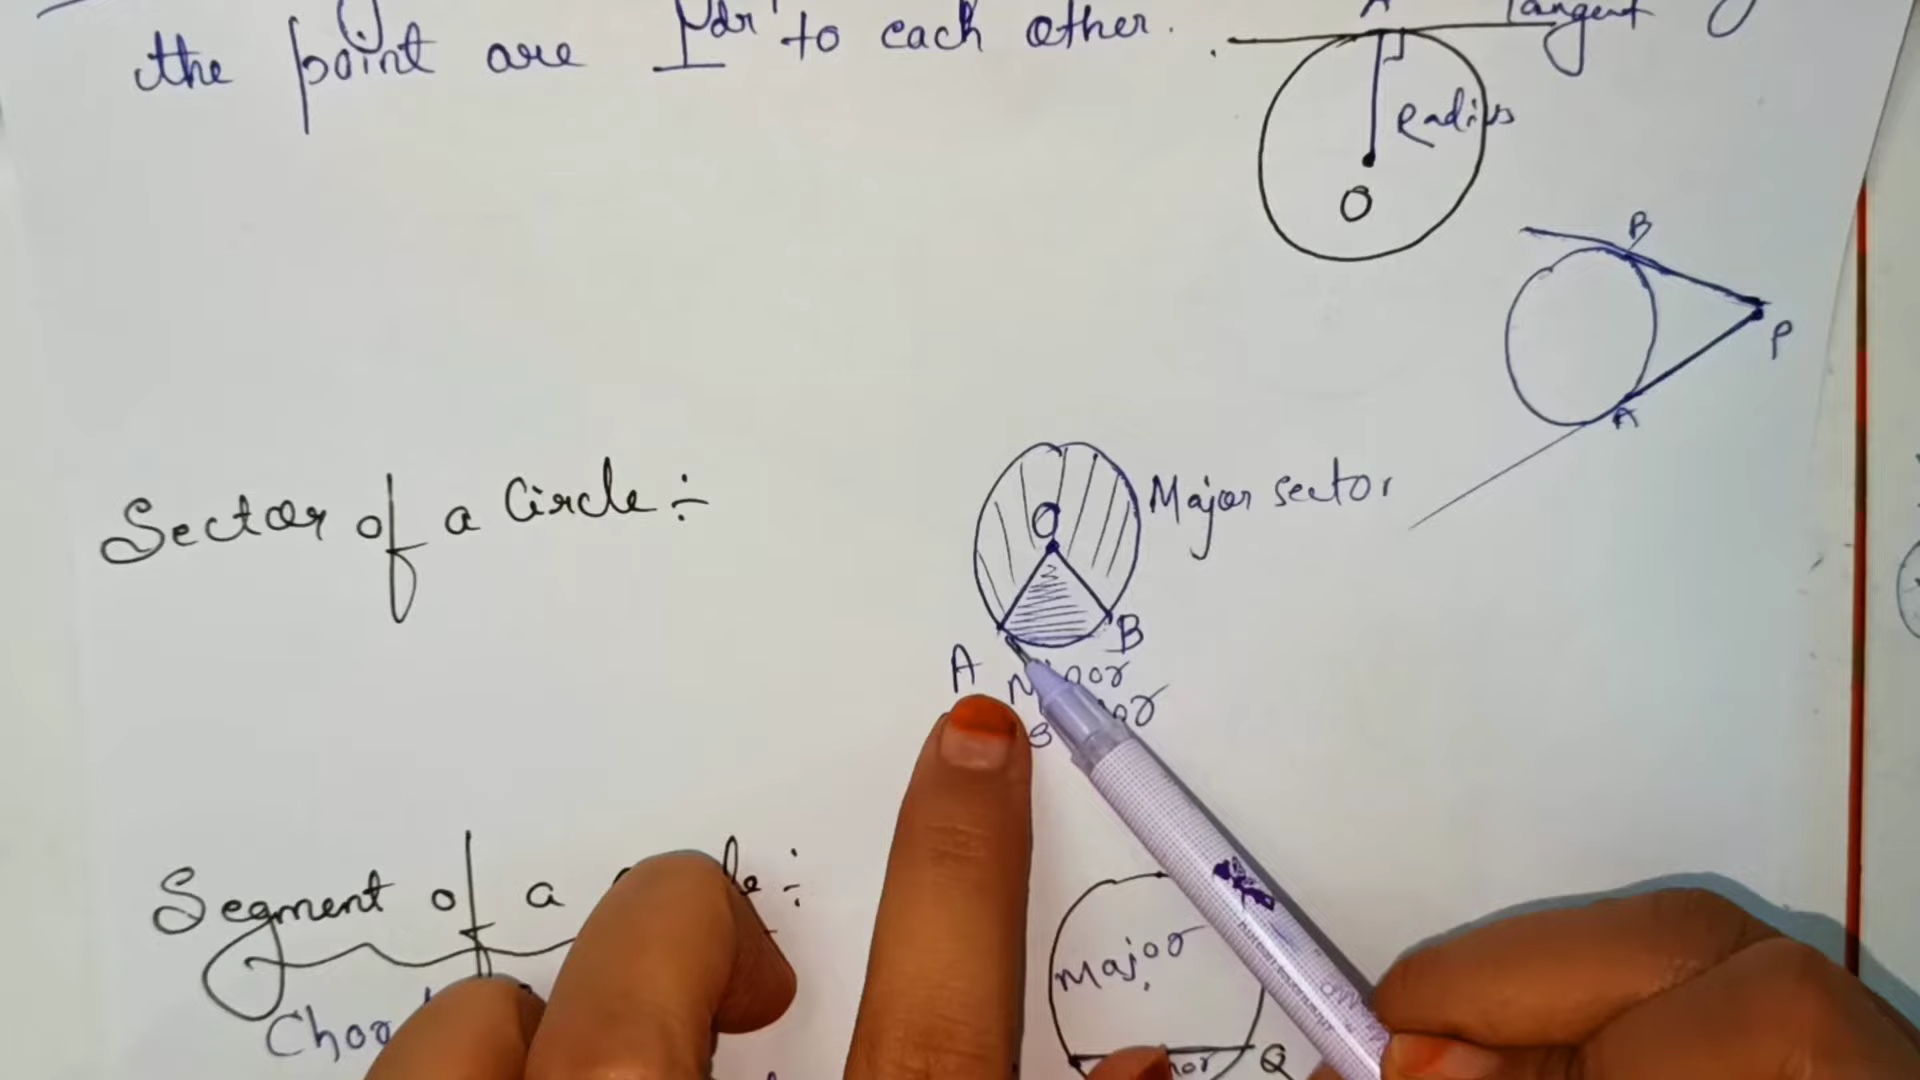 the point are ⊥dr to each other.
A Tangent
Radius
O
B
P
A
Sector of a Circle ÷
O
Major sector
B
A
Segment of a
Major
Q